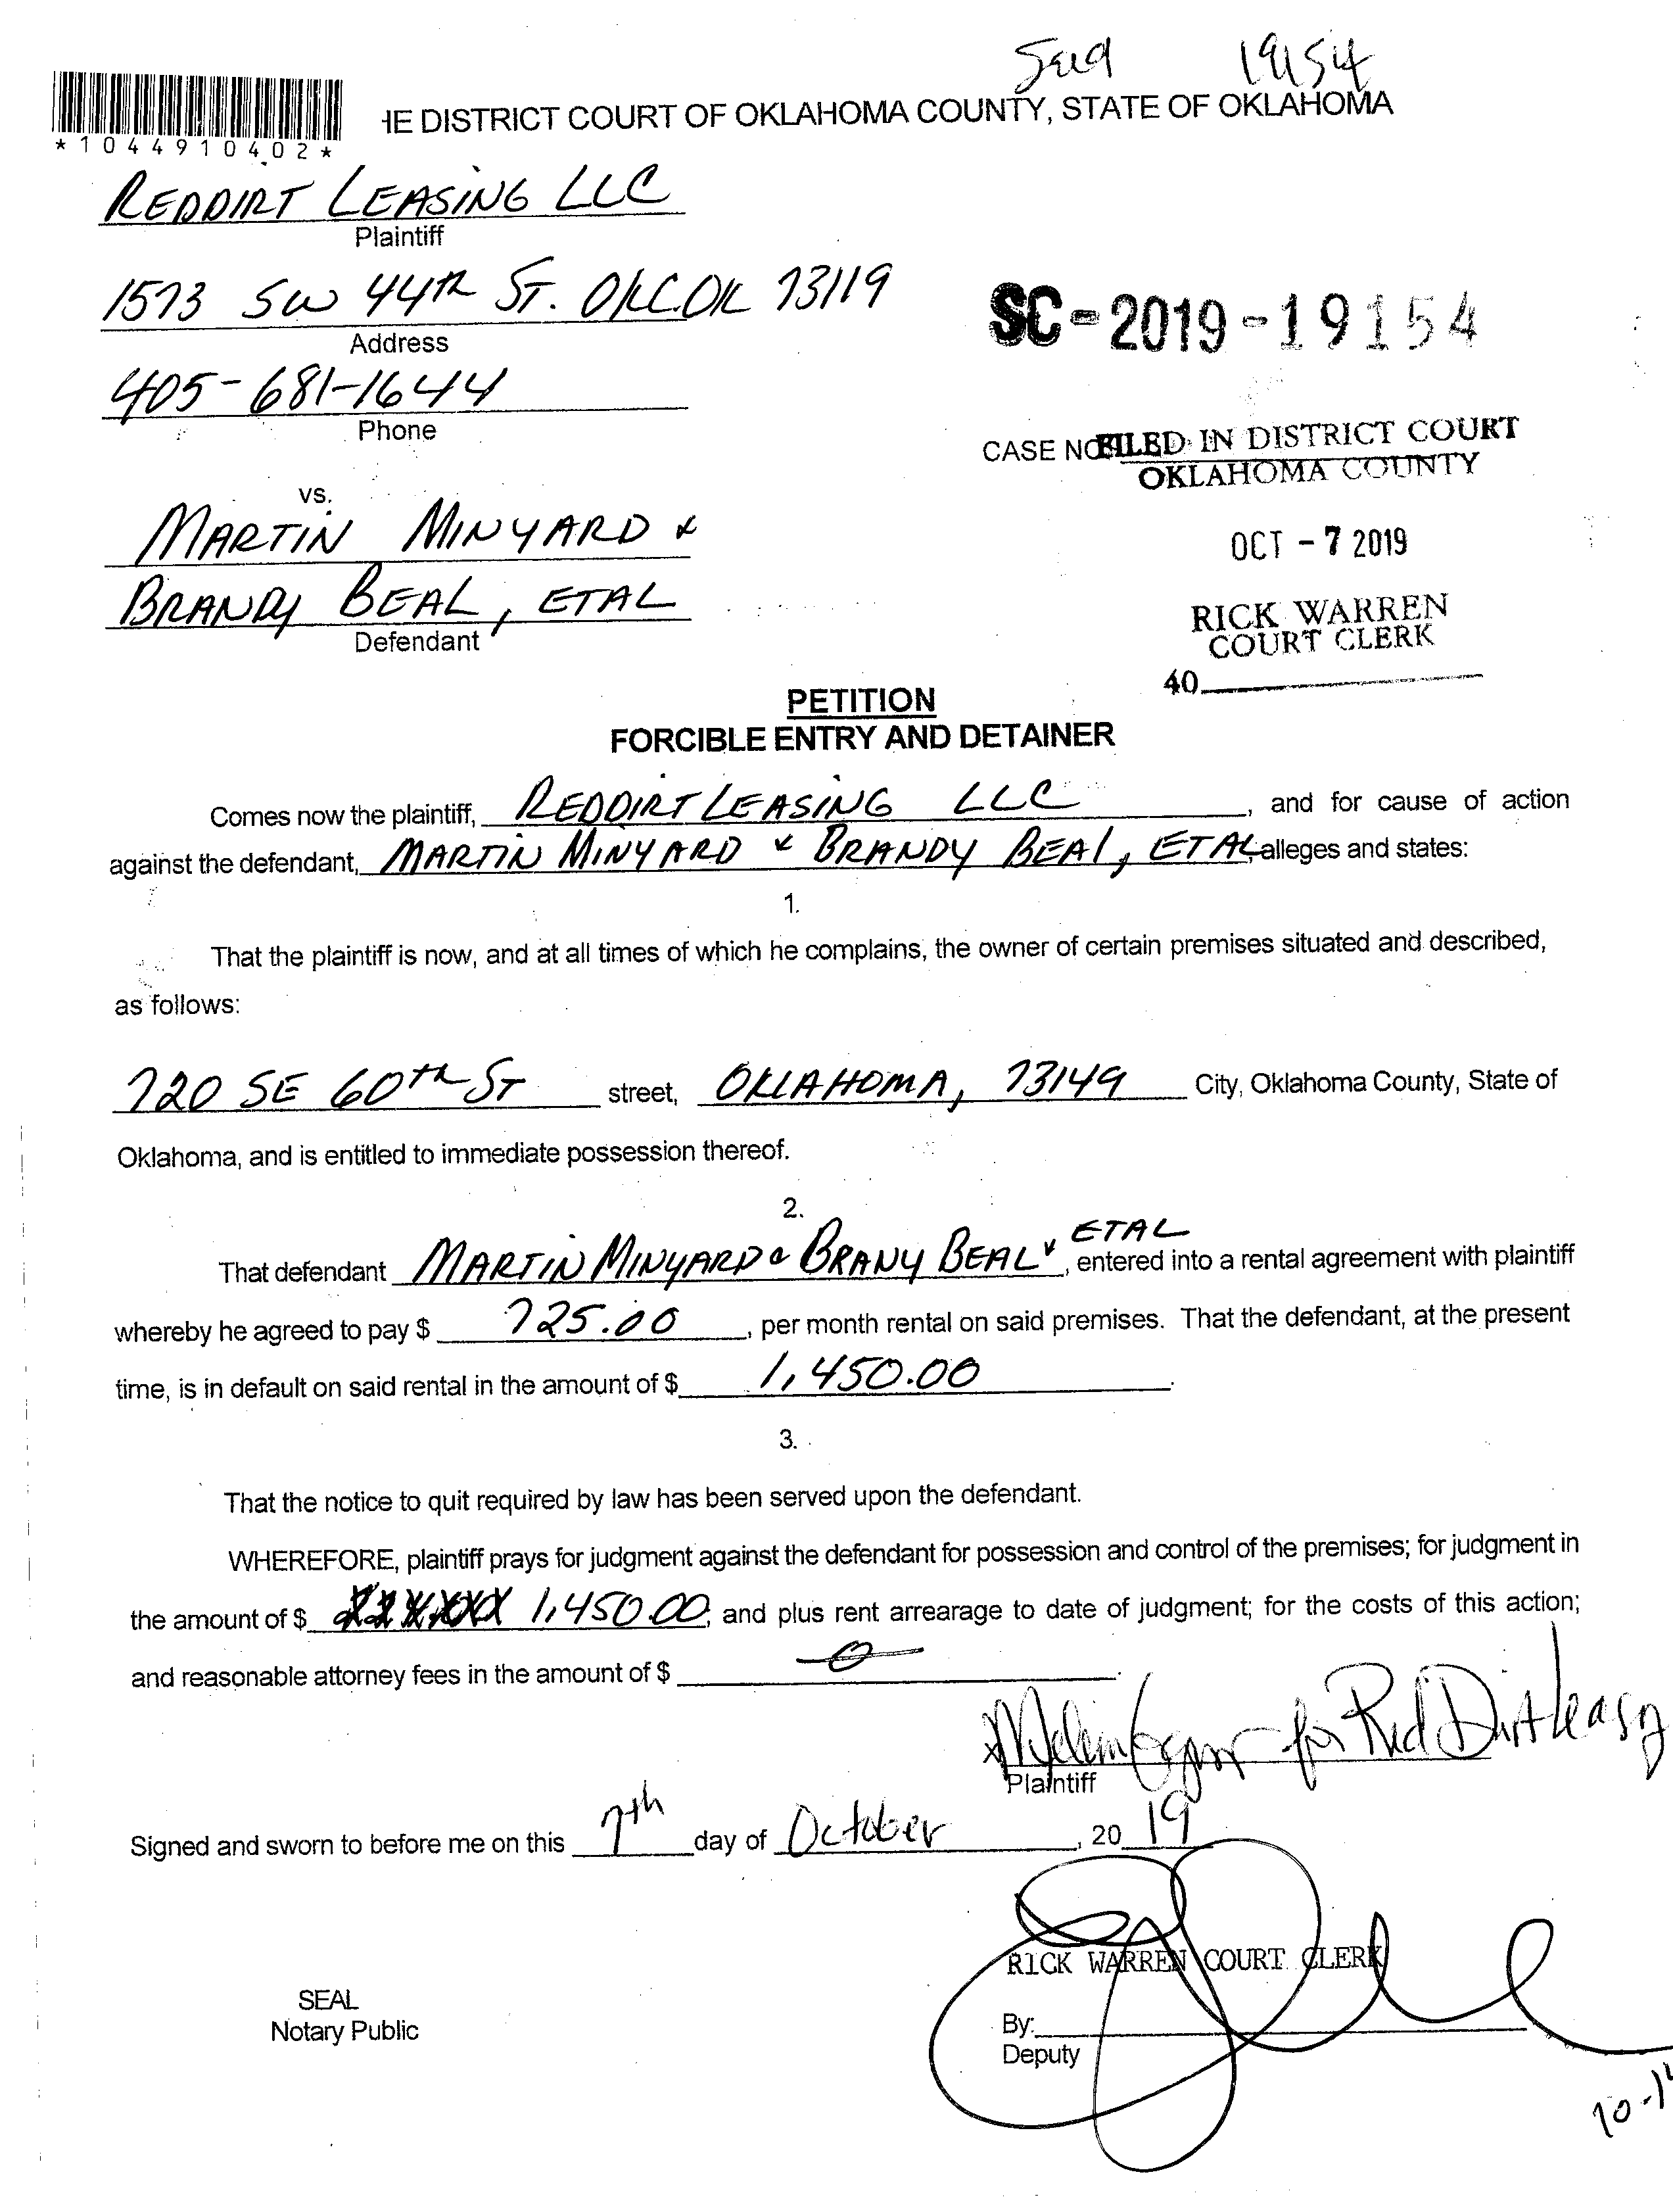 19154
HE DISTRICT COURT OF OKLAHOMA COUNTY, STATE OF OKLAHOMA
*1044910402*
REDDIRT LEASING LLC
Plaintiff
1573 SW 44TH ST. OKC.OK 73119
Address
SC-2019-19154
405-681-1644
Phone
CASE NO. FILED IN DISTRICT COURT
OKLAHOMA COUNTY
vs.
MARTIN MINYARD &
OCT -7 2019
BRANDY BEAL, ETAL
Defendant
RICK WARREN
COURT CLERK
40
PETITION
FORCIBLE ENTRY AND DETAINER
Comes now the plaintiff, REDDIRT LEASING LLC, and for cause of action
against the defendant, MARTIN MINYARD & BRANDY BEAL, ETAL alleges and states:
1.
That the plaintiff is now, and at all times of which he complains, the owner of certain premises situated and described,
as follows:
720 SE 60TH ST street, OKLAHOMA, 73149 City, Oklahoma County, State of
Oklahoma, and is entitled to immediate possession thereof.
2.
That defendant MARTIN MINYARD & BRANY BEAL & ETAL, entered into a rental agreement with plaintiff
whereby he agreed to pay $ 725.00, per month rental on said premises. That the defendant, at the present
time, is in default on said rental in the amount of $ 1,450.00.
3.
That the notice to quit required by law has been served upon the defendant.
WHEREFORE, plaintiff prays for judgment against the defendant for possession and control of the premises; for judgment in
the amount of $ 1,450.00, and plus rent arrearage to date of judgment; for the costs of this action;
and reasonable attorney fees in the amount of $ 0.
x for Red Dirt Leasg
Plaintiff
Signed and sworn to before me on this 7th day of October, 20 19
RICK WARREN COURT CLERK
SEAL
Notary Public
By:
Deputy